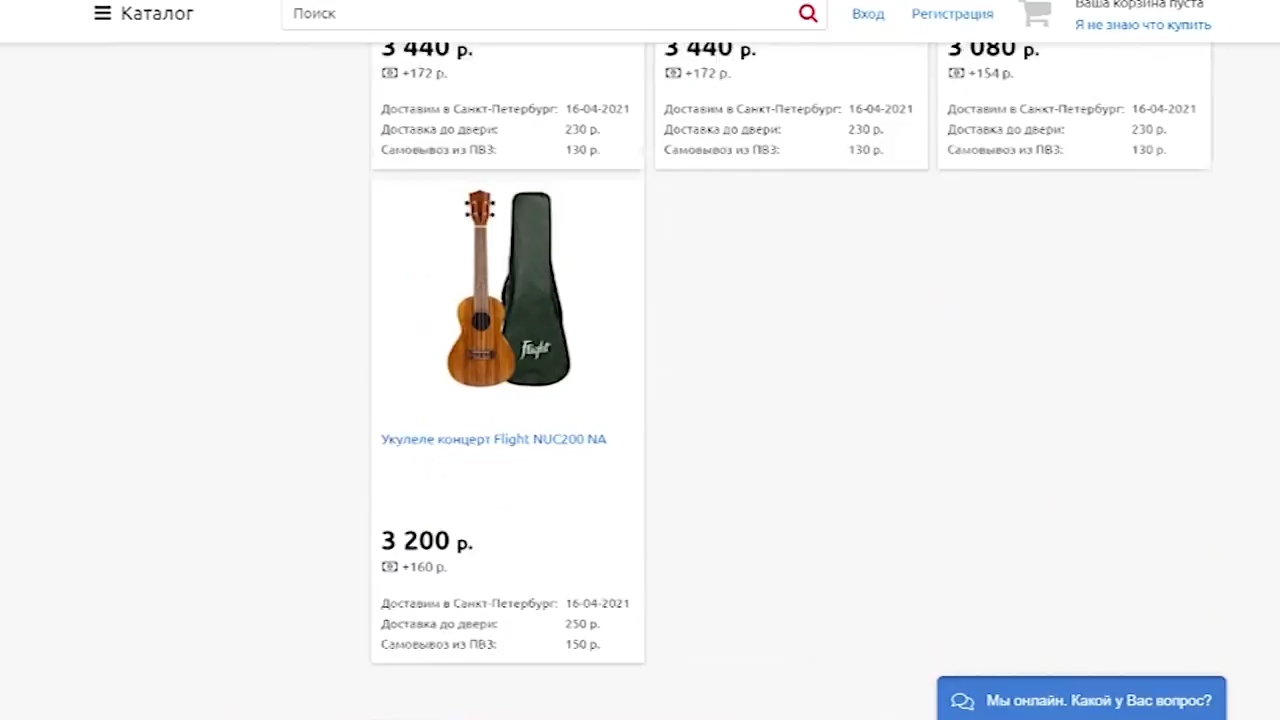 Каталог
Поиск
Вход
Регистрация
Ваша корзина пуста
Я не знаю что купить
3 440 р.
+172 р.
Доставим в Санкт-Петербург: 16-04-2021
Доставка до двери: 230 р.
Самовывоз из ПВЗ: 130 р.
3 440 р.
+172 р.
Доставим в Санкт-Петербург: 16-04-2021
Доставка до двери: 230 р.
Самовывоз из ПВЗ: 130 р.
3 080 р.
+154 р.
Доставим в Санкт-Петербург: 16-04-2021
Доставка до двери: 230 р.
Самовывоз из ПВЗ: 130 р.
Flight
Укулеле концерт Flight NUC200 NA
3 200 р.
+160 р.
Доставим в Санкт-Петербург: 16-04-2021
Доставка до двери: 250 р.
Самовывоз из ПВЗ: 150 р.
Мы онлайн. Какой у Вас вопрос?